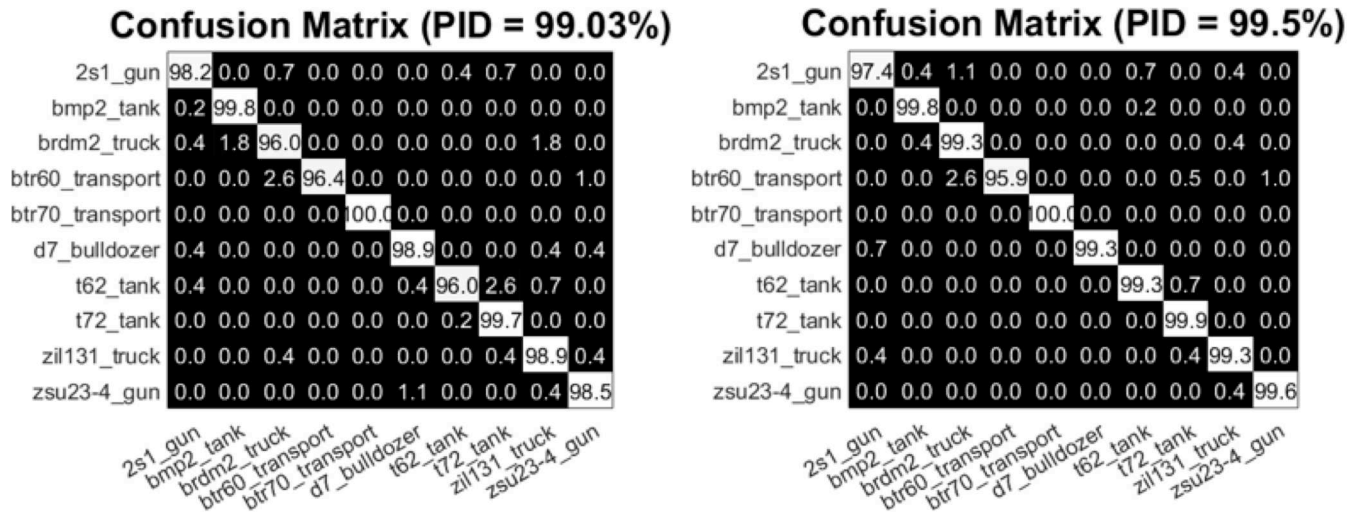 Confusion Matrix (PID = 99.03%)
2s1_gun 98.2 0.0 0.7 0.0 0.0 0.0 0.4 0.7 0.0 0.0
bmp2_tank 0.2 99.8 0.0 0.0 0.0 0.0 0.0 0.0 0.0 0.0
brdm2_truck 0.4 1.8 96.0 0.0 0.0 0.0 0.0 0.0 1.8 0.0
btr60_transport 0.0 0.0 2.6 96.4 0.0 0.0 0.0 0.0 0.0 1.0
btr70_transport 0.0 0.0 0.0 0.0 100.0 0.0 0.0 0.0 0.0 0.0
d7_bulldozer 0.4 0.0 0.0 0.0 0.0 98.9 0.0 0.0 0.4 0.4
t62_tank 0.4 0.0 0.0 0.0 0.0 0.4 96.0 2.6 0.7 0.0
t72_tank 0.0 0.0 0.0 0.0 0.0 0.0 0.2 99.7 0.0 0.0
zil131_truck 0.0 0.0 0.4 0.0 0.0 0.0 0.0 0.4 98.9 0.4
zsu23-4_gun 0.0 0.0 0.0 0.0 0.0 1.1 0.0 0.0 0.4 98.5
2s1_gun
bmp2_tank
brdm2_truck
btr60_transport
btr70_transport
d7_bulldozer
t62_tank
t72_tank
zil131_truck
zsu23-4_gun
Confusion Matrix (PID = 99.5%)
2s1_gun 97.4 0.4 1.1 0.0 0.0 0.0 0.7 0.0 0.4 0.0
bmp2_tank 0.0 99.8 0.0 0.0 0.0 0.0 0.2 0.0 0.0 0.0
brdm2_truck 0.0 0.4 99.3 0.0 0.0 0.0 0.0 0.0 0.4 0.0
btr60_transport 0.0 0.0 2.6 95.9 0.0 0.0 0.0 0.5 0.0 1.0
btr70_transport 0.0 0.0 0.0 0.0 100.0 0.0 0.0 0.0 0.0 0.0
d7_bulldozer 0.7 0.0 0.0 0.0 0.0 99.3 0.0 0.0 0.0 0.0
t62_tank 0.0 0.0 0.0 0.0 0.0 0.0 99.3 0.7 0.0 0.0
t72_tank 0.0 0.0 0.0 0.0 0.0 0.0 0.0 99.9 0.0 0.0
zil131_truck 0.4 0.0 0.0 0.0 0.0 0.0 0.0 0.4 99.3 0.0
zsu23-4_gun 0.0 0.0 0.0 0.0 0.0 0.0 0.0 0.0 0.4 99.6
2s1_gun
bmp2_tank
brdm2_truck
btr60_transport
btr70_transport
d7_bulldozer
t62_tank
t72_tank
zil131_truck
zsu23-4_gun